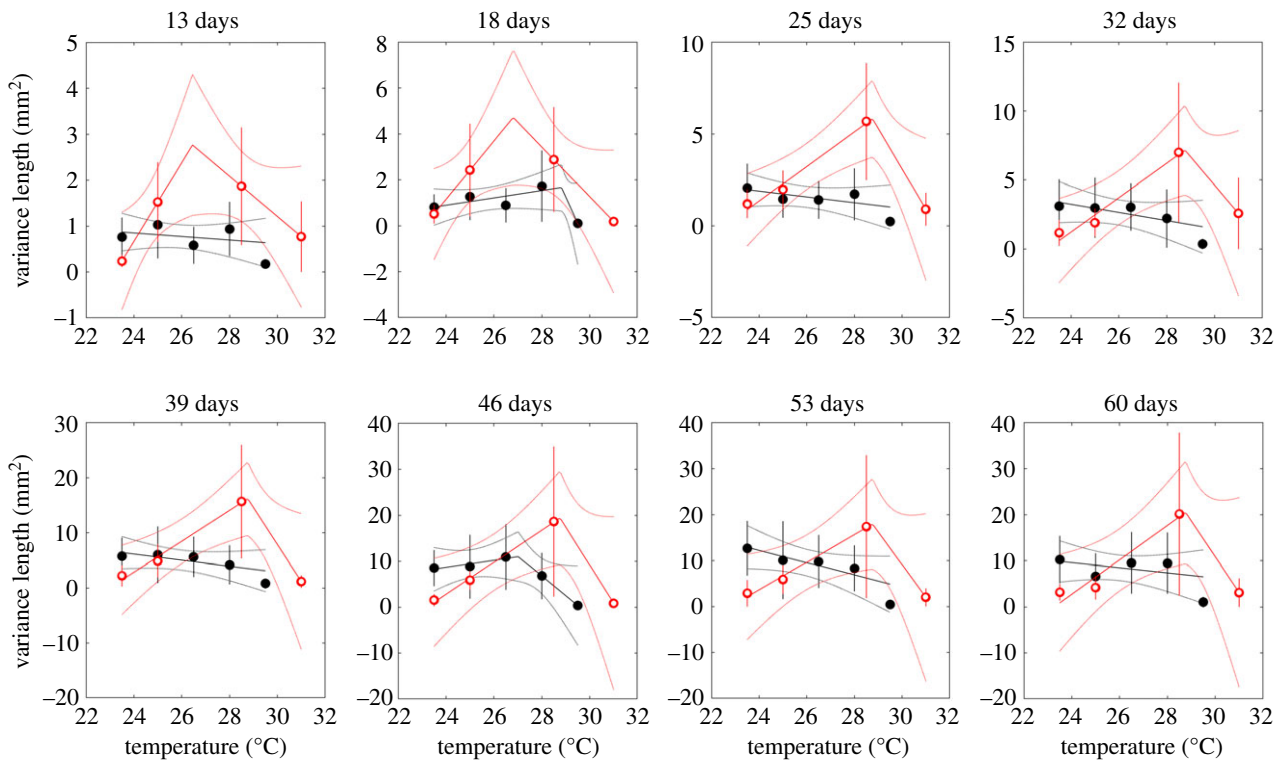 13 days 18 days 25 days 32 days
variance length (mm²)
5 4 3 2 1 0 –1
8 6 4 2 0 –2 –4
10 5 0 –5
15 10 5 0 –5
22 24 26 28 30 32
22 24 26 28 30 32
22 24 26 28 30 32
22 24 26 28 30 32
39 days 46 days 53 days 60 days
variance length (mm²)
30 20 10 0 –10 –20
40 30 20 10 0 –10 –20
40 30 20 10 0 –10 –20
40 30 20 10 0 –10 –20
22 24 26 28 30 32
22 24 26 28 30 32
22 24 26 28 30 32
22 24 26 28 30 32
temperature (°C) temperature (°C) temperature (°C) temperature (°C)